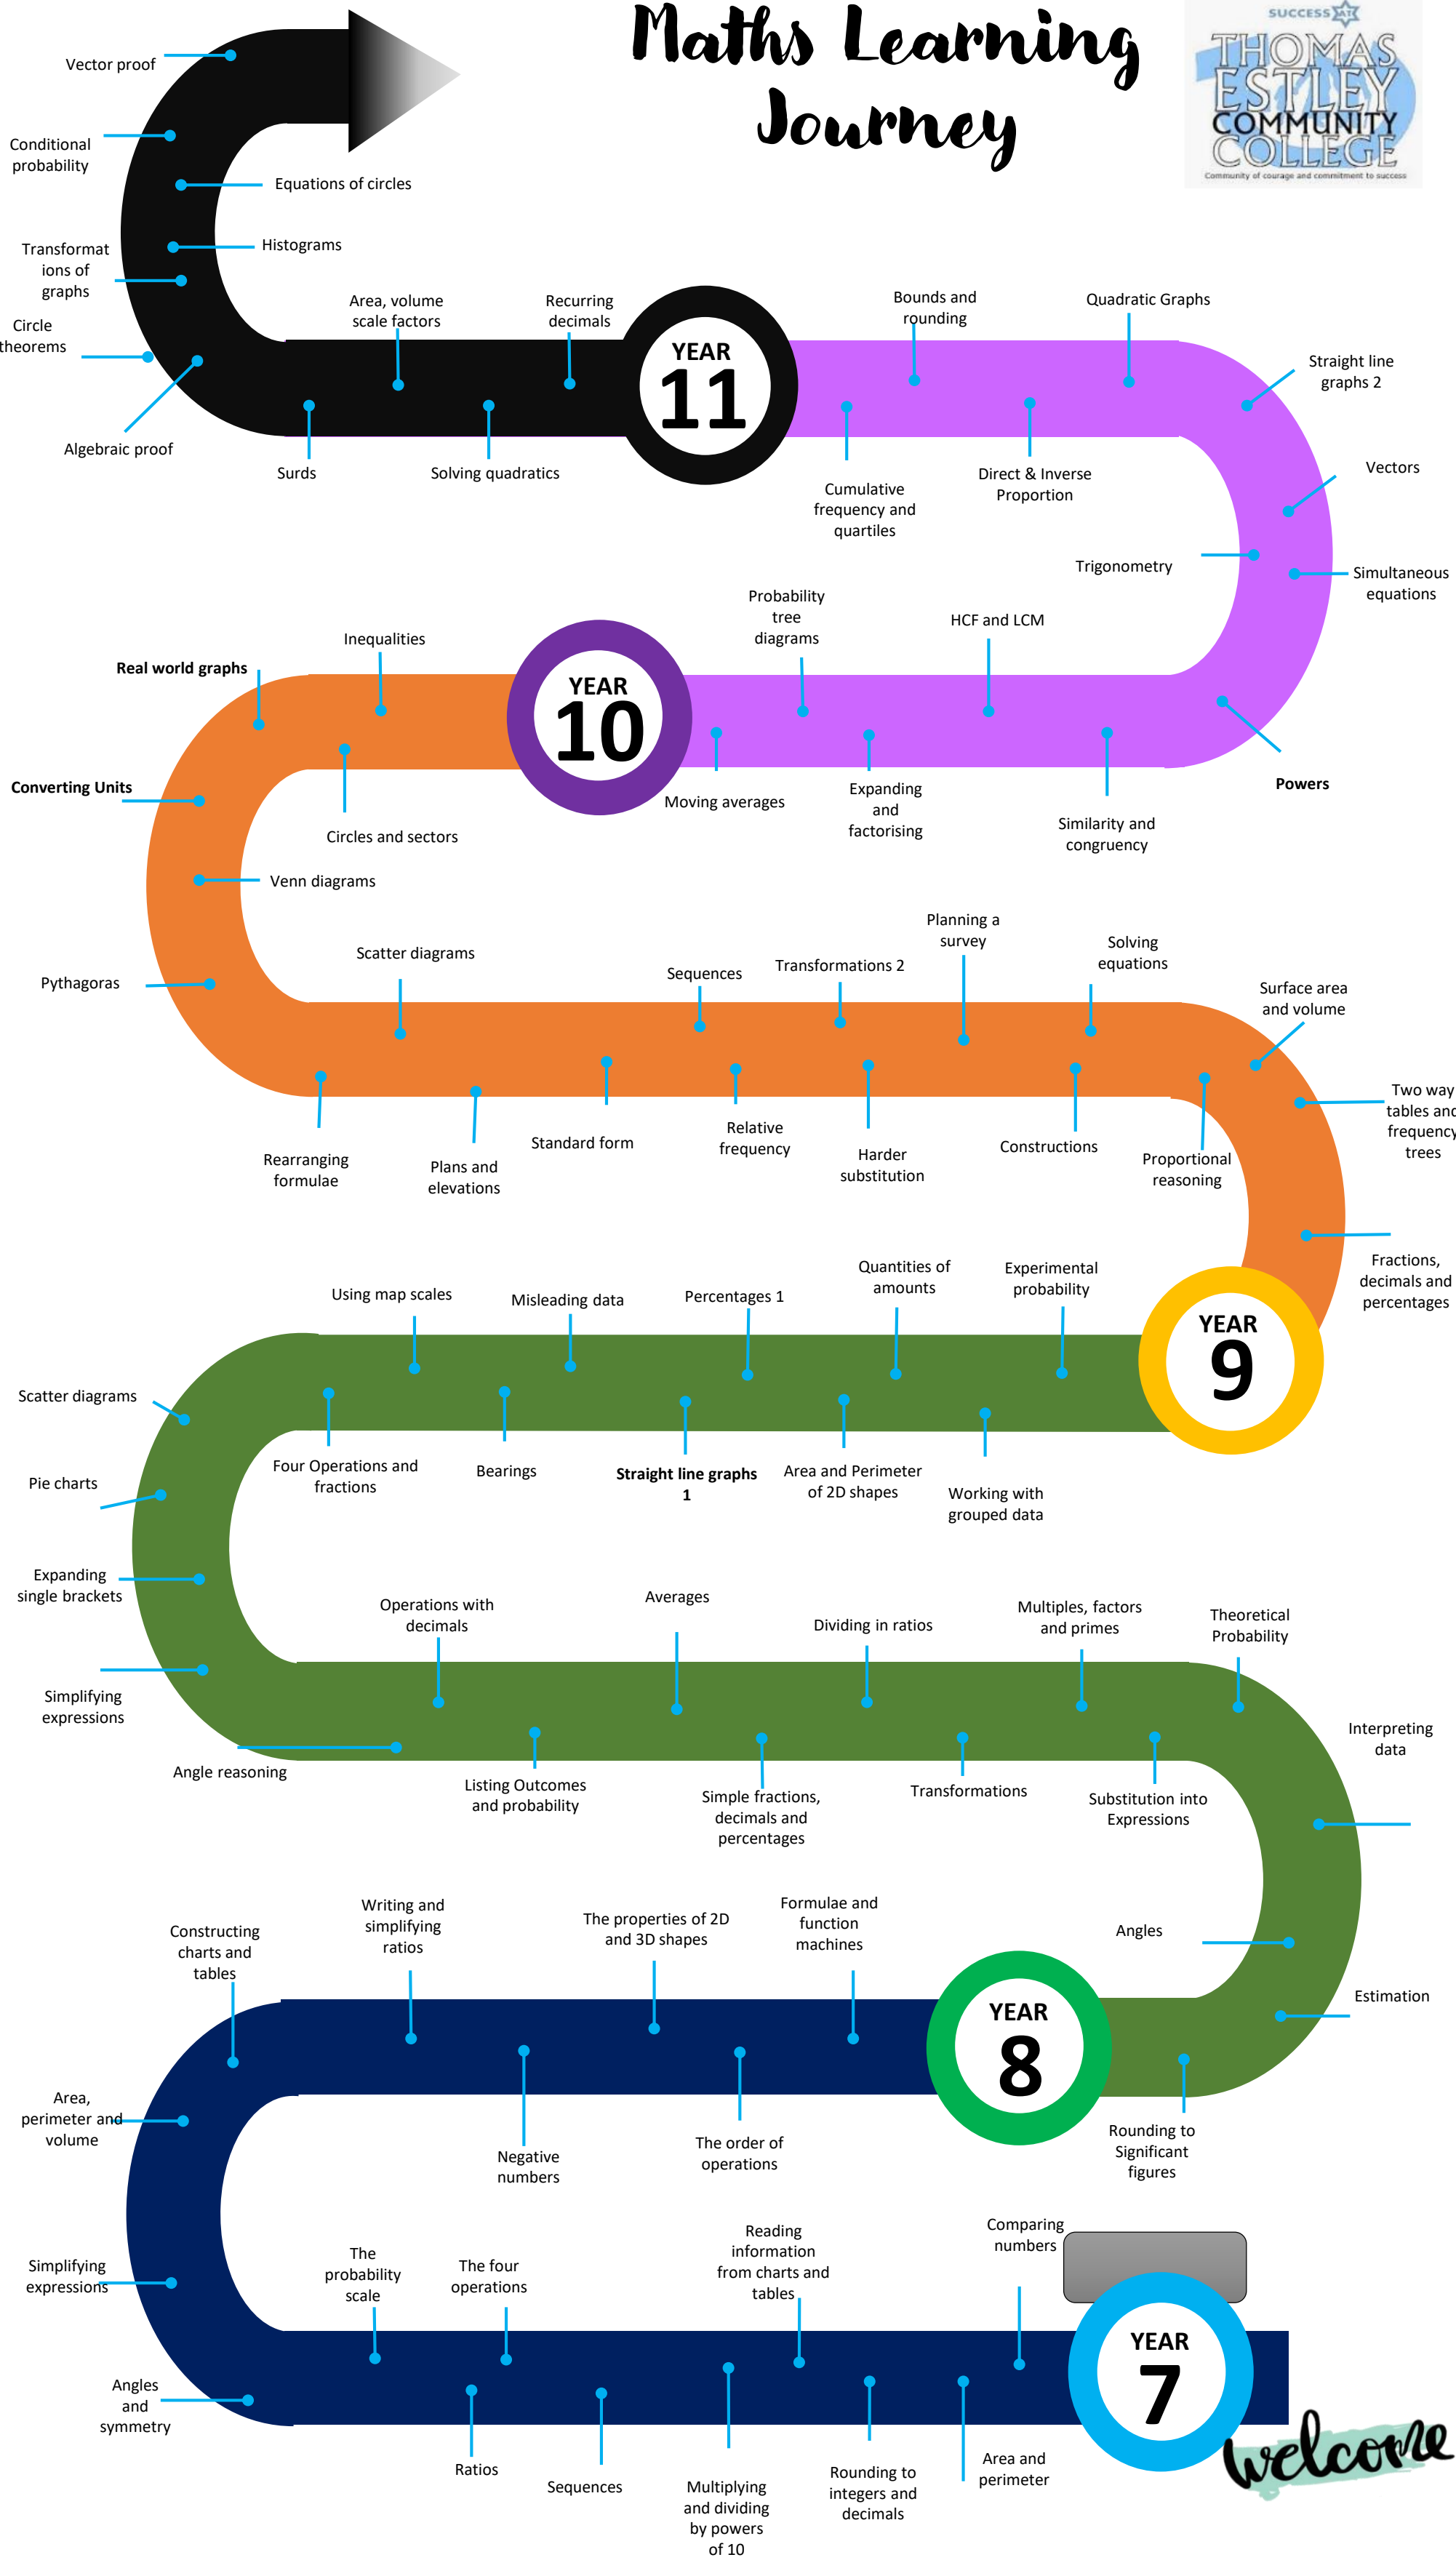 Maths Learning
Journey
SUCCESS AT
THOMAS
ESTLEY
COMMUNITY
COLLEGE
Community of courage and commitment to success
Vector proof
Conditional
probability
Equations of circles
Transformat
ions of
graphs
Histograms
Circle
theorems
Algebraic proof
Area, volume
scale factors
Recurring
decimals
Surds
Solving quadratics
YEAR
11
Bounds and
rounding
Quadratic Graphs
Straight line
graphs 2
Cumulative
frequency and
quartiles
Direct & Inverse
Proportion
Vectors
Trigonometry
Simultaneous
equations
Probability
tree
diagrams
HCF and LCM
Inequalities
Real world graphs
YEAR
10
Powers
Converting Units
Circles and sectors
Moving averages
Expanding
and
factorising
Similarity and
congruency
Venn diagrams
Pythagoras
Scatter diagrams
Sequences
Transformations 2
Planning a
survey
Solving
equations
Surface area
and volume
Two way
tables and
frequency
trees
Rearranging
formulae
Plans and
elevations
Standard form
Relative
frequency
Harder
substitution
Constructions
Proportional
reasoning
Fractions,
decimals and
percentages
Using map scales
Misleading data
Percentages 1
Quantities of
amounts
Experimental
probability
YEAR
9
Scatter diagrams
Four Operations and
fractions
Bearings
Straight line graphs
1
Area and Perimeter
of 2D shapes
Working with
grouped data
Pie charts
Expanding
single brackets
Simplifying
expressions
Operations with
decimals
Averages
Dividing in ratios
Multiples, factors
and primes
Theoretical
Probability
Interpreting
data
Angle reasoning
Listing Outcomes
and probability
Simple fractions,
decimals and
percentages
Transformations
Substitution into
Expressions
Angles
Estimation
Constructing
charts and
tables
Writing and
simplifying
ratios
The properties of 2D
and 3D shapes
Formulae and
function
machines
YEAR
8
Area,
perimeter and
volume
Negative
numbers
The order of
operations
Rounding to
Significant
figures
Simplifying
expressions
The
probability
scale
The four
operations
Reading
information
from charts and
tables
Comparing
numbers
YEAR
7
Angles
and
symmetry
Ratios
Sequences
Multiplying
and dividing
by powers
of 10
Rounding to
integers and
decimals
Area and
perimeter
welcome